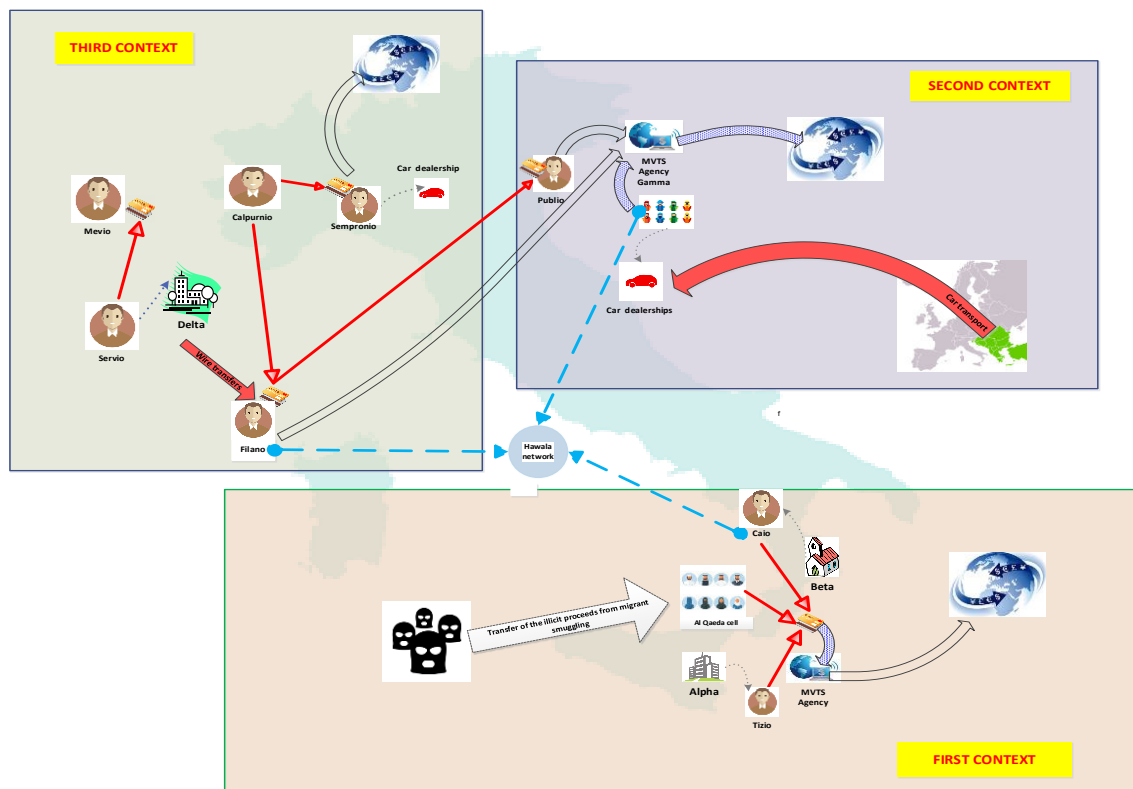 THIRD CONTEXT
SECOND CONTEXT
Car dealership
MVTS
Agency
Gamma
Mevio
Calpurnio
Sempronio
Publio
Delta
Servio
Car dealerships
Car transport
Wire transfers
f
Filano
Hawala
network
Caio
Beta
Transfer of the illicit proceeds from migrant
smuggling
Al Qaeda cell
Alpha
MVTS
Agency
Tizio
FIRST CONTEXT